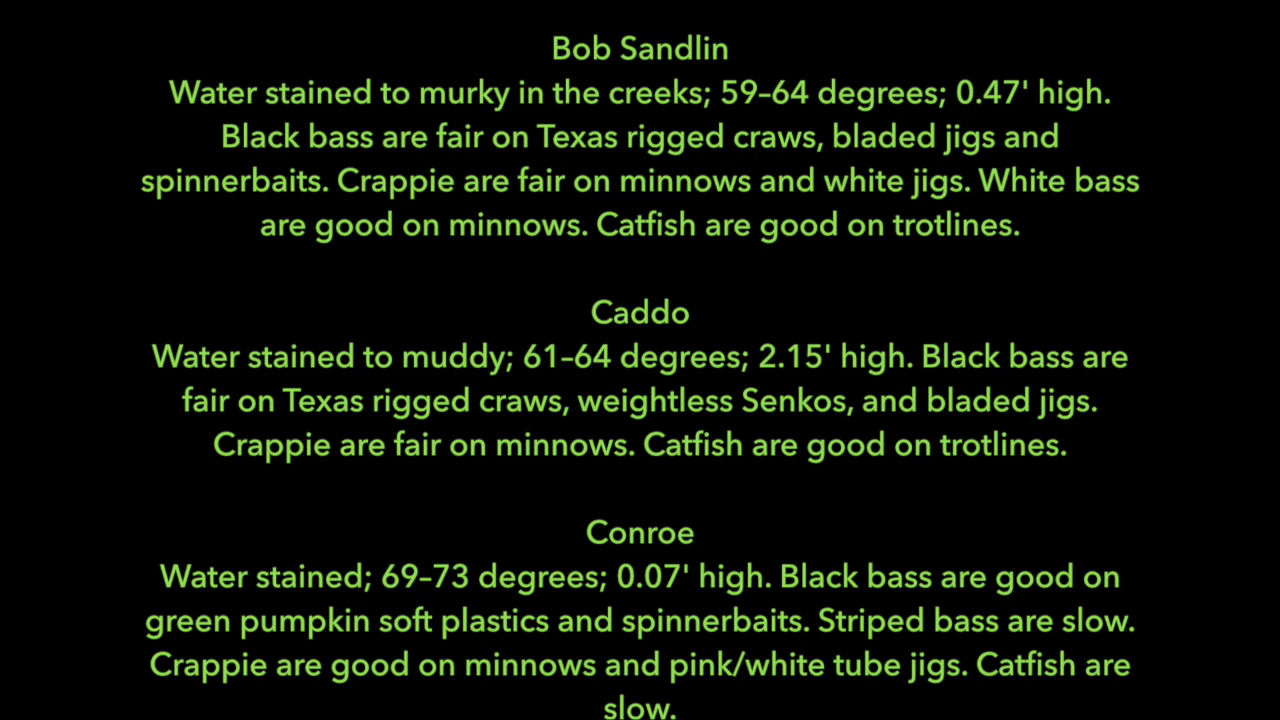 Bob Sandlin
Water stained to murky in the creeks; 59–64 degrees; 0.47' high.
Black bass are fair on Texas rigged craws, bladed jigs and
spinnerbaits. Crappie are fair on minnows and white jigs. White bass
are good on minnows. Catfish are good on trotlines.
Caddo
Water stained to muddy; 61–64 degrees; 2.15' high. Black bass are
fair on Texas rigged craws, weightless Senkos, and bladed jigs.
Crappie are fair on minnows. Catfish are good on trotlines.
Conroe
Water stained; 69–73 degrees; 0.07' high. Black bass are good on
green pumpkin soft plastics and spinnerbaits. Striped bass are slow.
Crappie are good on minnows and pink/white tube jigs. Catfish are
slow.